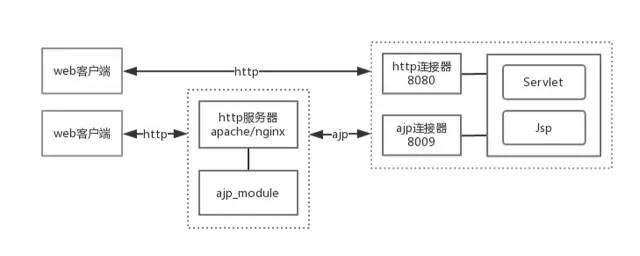 web客户端
http
http连接器
8080
Servlet
web客户端
http
http服务器
apache/nginx
ajp
ajp连接器
8009
Jsp
ajp_module